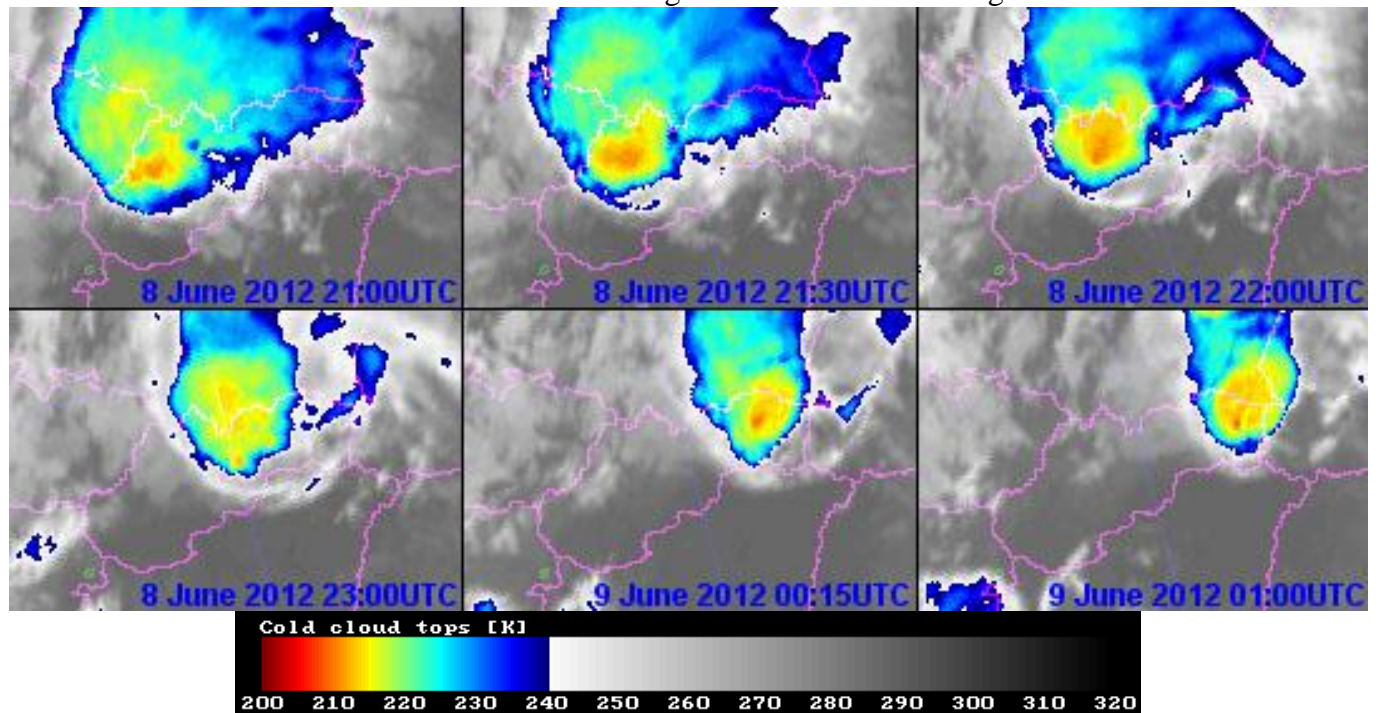 8 June 2012 21:00UTC
8 June 2012 21:30UTC
8 June 2012 22:00UTC
8 June 2012 23:00UTC
9 June 2012 00:15UTC
9 June 2012 01:00UTC
Cold cloud tops [K]
200 210 220 230 240 250 260 270 280 290 300 310 320